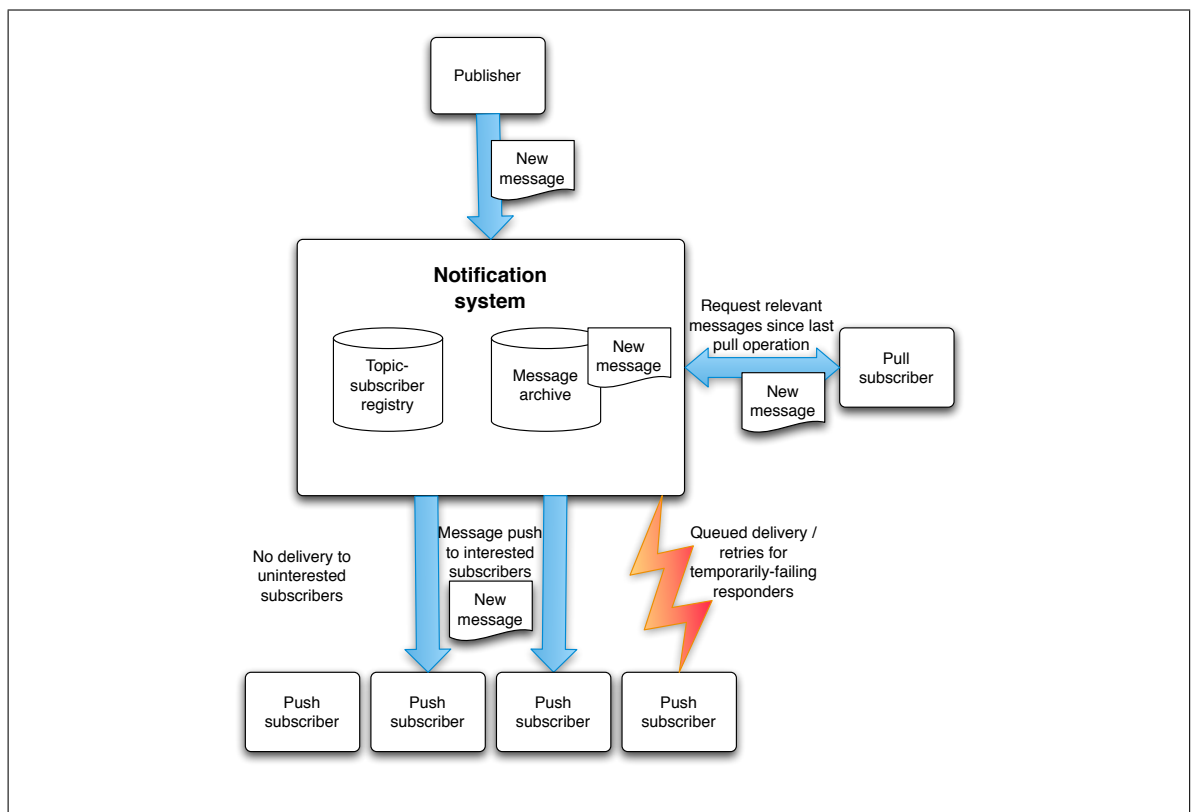 Publisher
New
message
Notification
system
Topic-
subscriber
registry
Message
archive
New
message
Request relevant
messages since last
pull operation
New
message
Pull
subscriber
No delivery to
uninterested
subscribers
Message push
to interested
subscribers
New
message
Queued delivery /
retries for
temporarily-failing
responders
Push
subscriber
Push
subscriber
Push
subscriber
Push
subscriber